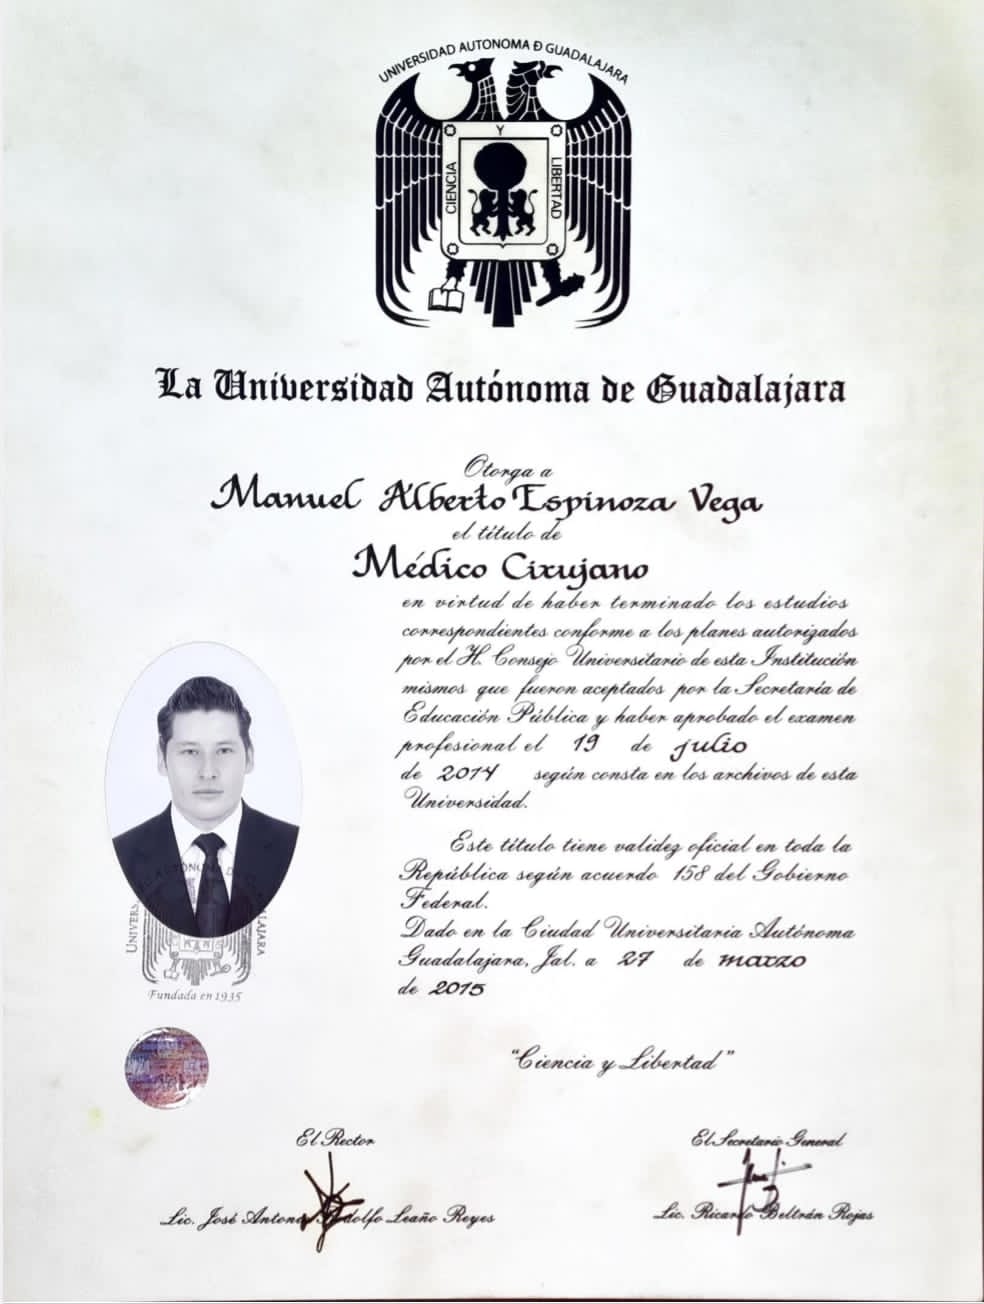 UNIVERSIDAD AUTONOMA Ð GUADALAJARA
Y
CIENCIA
LIBERTAD
La Universidad Autónoma de Guadalajara
Otorga a
Manuel Alberto Espinoza Vega
el título de
Médico Cirujano
en virtud de haber terminado los estudios
correspondientes conforme a los planes autorizados
por el H. Consejo Universitario de esta Institución
mismos que fueron aceptados por la Secretaría de
Educación Pública y haber aprobado el examen
profesional el 19 de julio
de 2014 según consta en los archivos de esta
Universidad.
Este título tiene validez oficial en toda la
República según acuerdo 158 del Gobierno
Federal.
Dado en la Ciudad Universitaria Autónoma
Guadalajara, Jal. a 27 de marzo
de 2015
Fundada en 1935
"Ciencia y Libertad"
El Rector
El Secretario General
Lic. José Antonio Rodolfo Leaño Reyes
Lic. Ricardo Beltrán Rojas